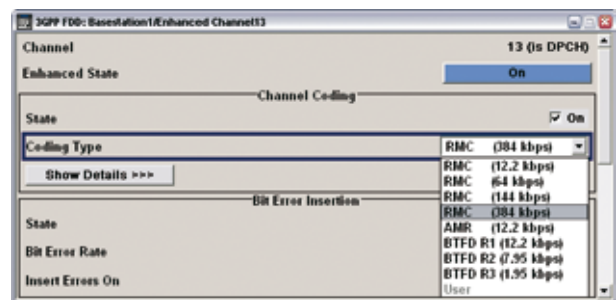 3GPP FDD: Basestation1/Enhanced Channel13
Channel 13 (is DPCH)
Enhanced State On
Channel Coding
State On
Coding Type RMC (384 kbps)
Show Details >>>
RMC (12.2 kbps)
RMC (64 kbps)
RMC (144 kbps)
RMC (384 kbps)
AMR (12.2 kbps)
BTFD R1 (12.2 kbps)
BTFD R2 (7.95 kbps)
BTFD R3 (1.95 kbps)
User
Bit Error Insertion
State
Bit Error Rate
Insert Errors On